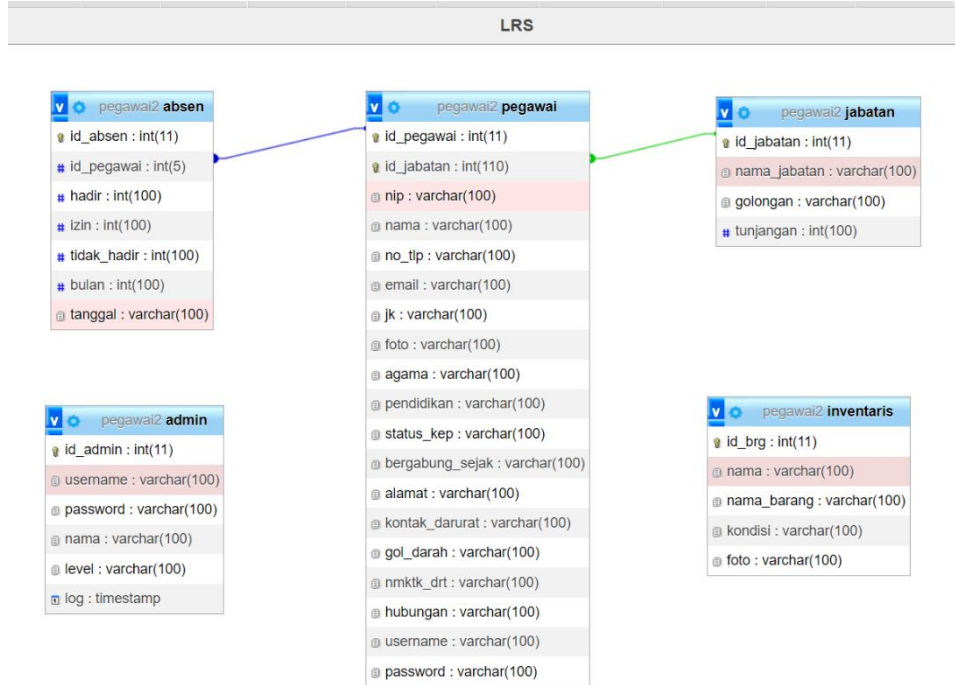 LRS
pegawai2 absen
id_absen : int(11)
id_pegawai : int(5)
hadir : int(100)
izin : int(100)
tidak_hadir : int(100)
bulan : int(100)
tanggal : varchar(100)
pegawai2 pegawai
id_pegawai : int(11)
id_jabatan : int(110)
nip : varchar(100)
nama : varchar(100)
no_tlp : varchar(100)
email : varchar(100)
jk : varchar(100)
foto : varchar(100)
agama : varchar(100)
pendidikan : varchar(100)
status_kep : varchar(100)
bergabung_sejak : varchar(100)
alamat : varchar(100)
kontak_darurat : varchar(100)
gol_darah : varchar(100)
nmktk_drt : varchar(100)
hubungan : varchar(100)
username : varchar(100)
password : varchar(100)
pegawai2 jabatan
id_jabatan : int(11)
nama_jabatan : varchar(100)
golongan : varchar(100)
tunjangan : int(100)
pegawai2 admin
id_admin : int(11)
username : varchar(100)
password : varchar(100)
nama : varchar(100)
level : varchar(100)
log : timestamp
pegawai2 inventaris
id_brg : int(11)
nama : varchar(100)
nama_barang : varchar(100)
kondisi : varchar(100)
foto : varchar(100)